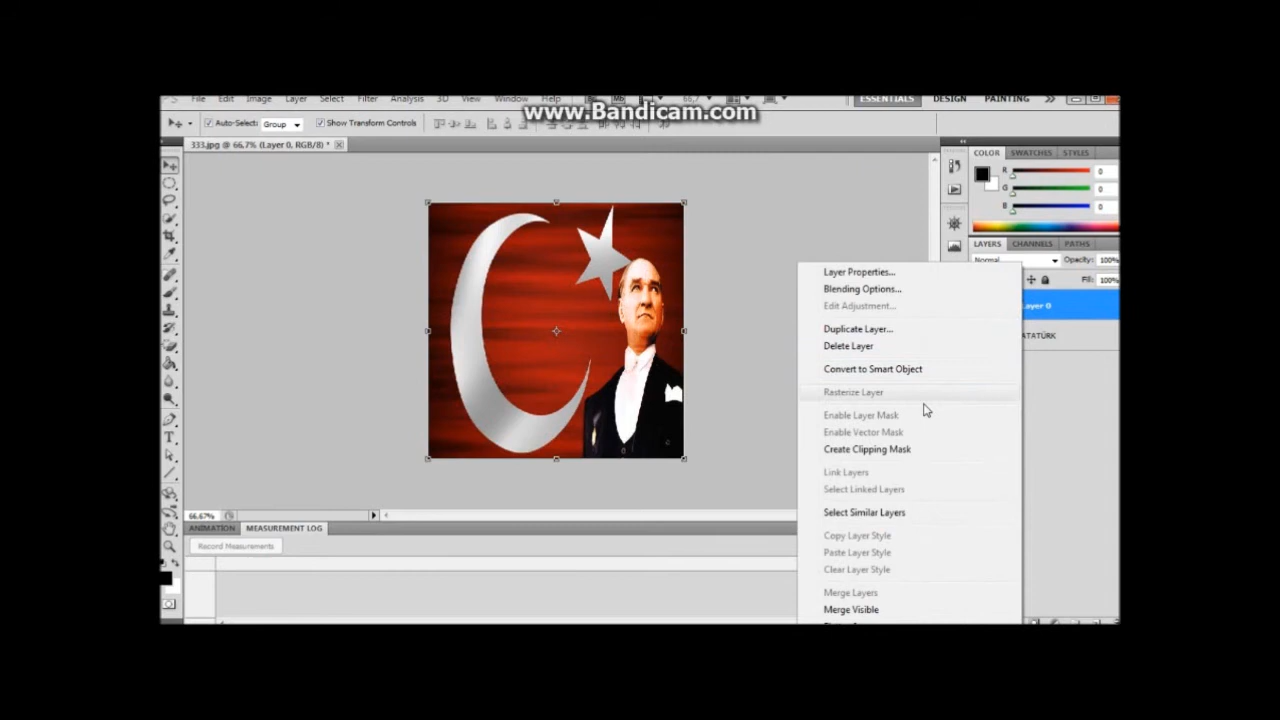 www.Bandicam.com
File Edit Image Layer Select Filter Analysis 3D View Window Help
ESSENTIALS DESIGN PAINTING
Auto-Select: Group Show Transform Controls
333.jpg @ 66,7% (Layer 0, RGB/8) *
COLOR SWATCHES STYLES
R 0
G 0
B 0
LAYERS CHANNELS PATHS
Normal Opacity: 100%
Fill: 100%
Layer 0
ATATÜRK
Layer Properties...
Blending Options...
Edit Adjustment...
Duplicate Layer...
Delete Layer
Convert to Smart Object
Rasterize Layer
Enable Layer Mask
Enable Vector Mask
Create Clipping Mask
Link Layers
Select Linked Layers
Select Similar Layers
Copy Layer Style
Paste Layer Style
Clear Layer Style
Merge Layers
Merge Visible
66,67%
ANIMATION MEASUREMENT LOG
Record Measurements